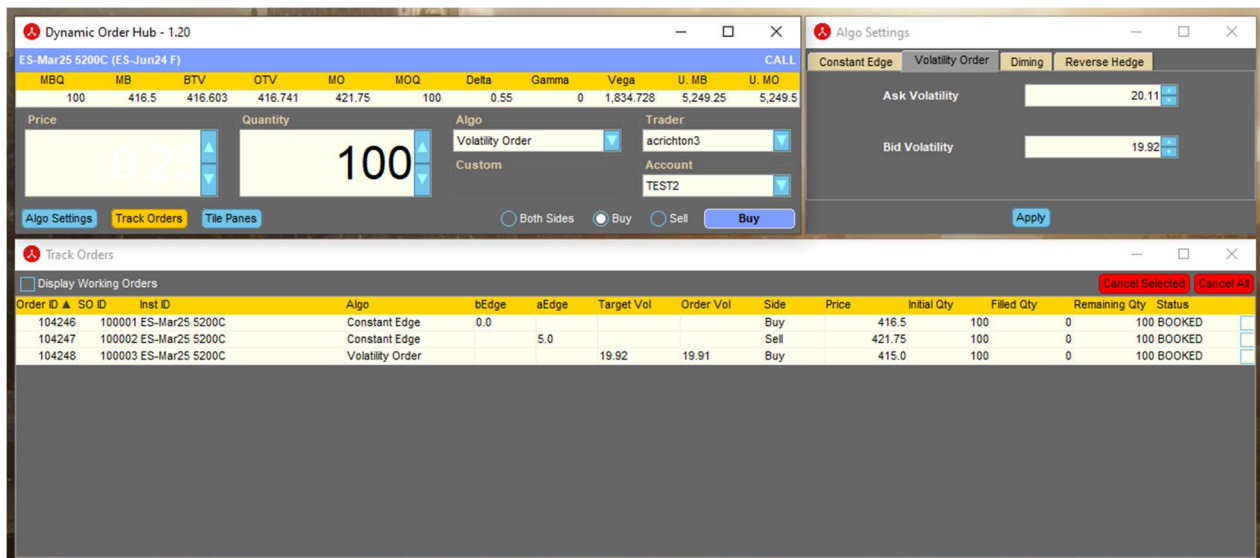 Dynamic Order Hub - 1.20
ES-Mar25 5200C (ES-Jun24 F) CALL
MBQ MB BTV OTV MO MOQ Delta Gamma Vega U. MB U. MO
100 416.5 416.603 416.741 421.75 100 0.55 0 1,834.728 5,249.25 5,249.5
Price Quantity Algo Trader
0.25 100 Volatility Order acrichton3
Custom Account
TEST2
Algo Settings Track Orders Tile Panes Both Sides Buy Sell Buy
Algo Settings
Constant Edge Volatility Order Diming Reverse Hedge
Ask Volatility 20.11
Bid Volatility 19.92
Apply
Track Orders
Display Working Orders Cancel Selected Cancel All
Order ID ▲ SO ID Inst ID Algo bEdge aEdge Target Vol Order Vol Side Price Initial Qty Filled Qty Remaining Qty Status
104246 100001 ES-Mar25 5200C Constant Edge 0.0 Buy 416.5 100 0 100 BOOKED
104247 100002 ES-Mar25 5200C Constant Edge 5.0 Sell 421.75 100 0 100 BOOKED
104248 100003 ES-Mar25 5200C Volatility Order 19.92 19.91 Buy 415.0 100 0 100 BOOKED